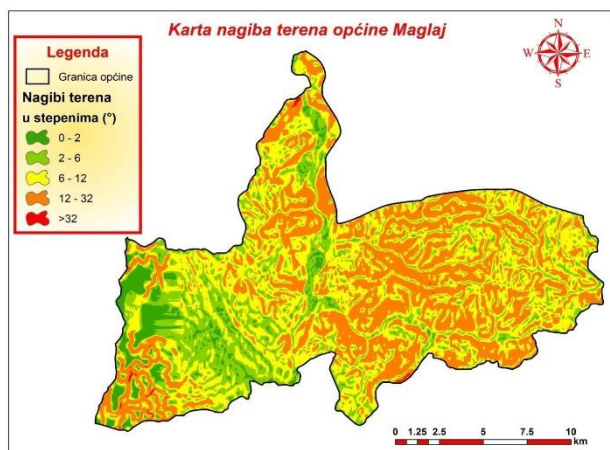 Karta nagiba terena općine Maglaj
N
W E
S
Legenda
Granica općine
Nagibi terena
u stepenima (°)
0 - 2
2 - 6
6 - 12
12 - 32
>32
0 1.25 2.5 5 7.5 10
km